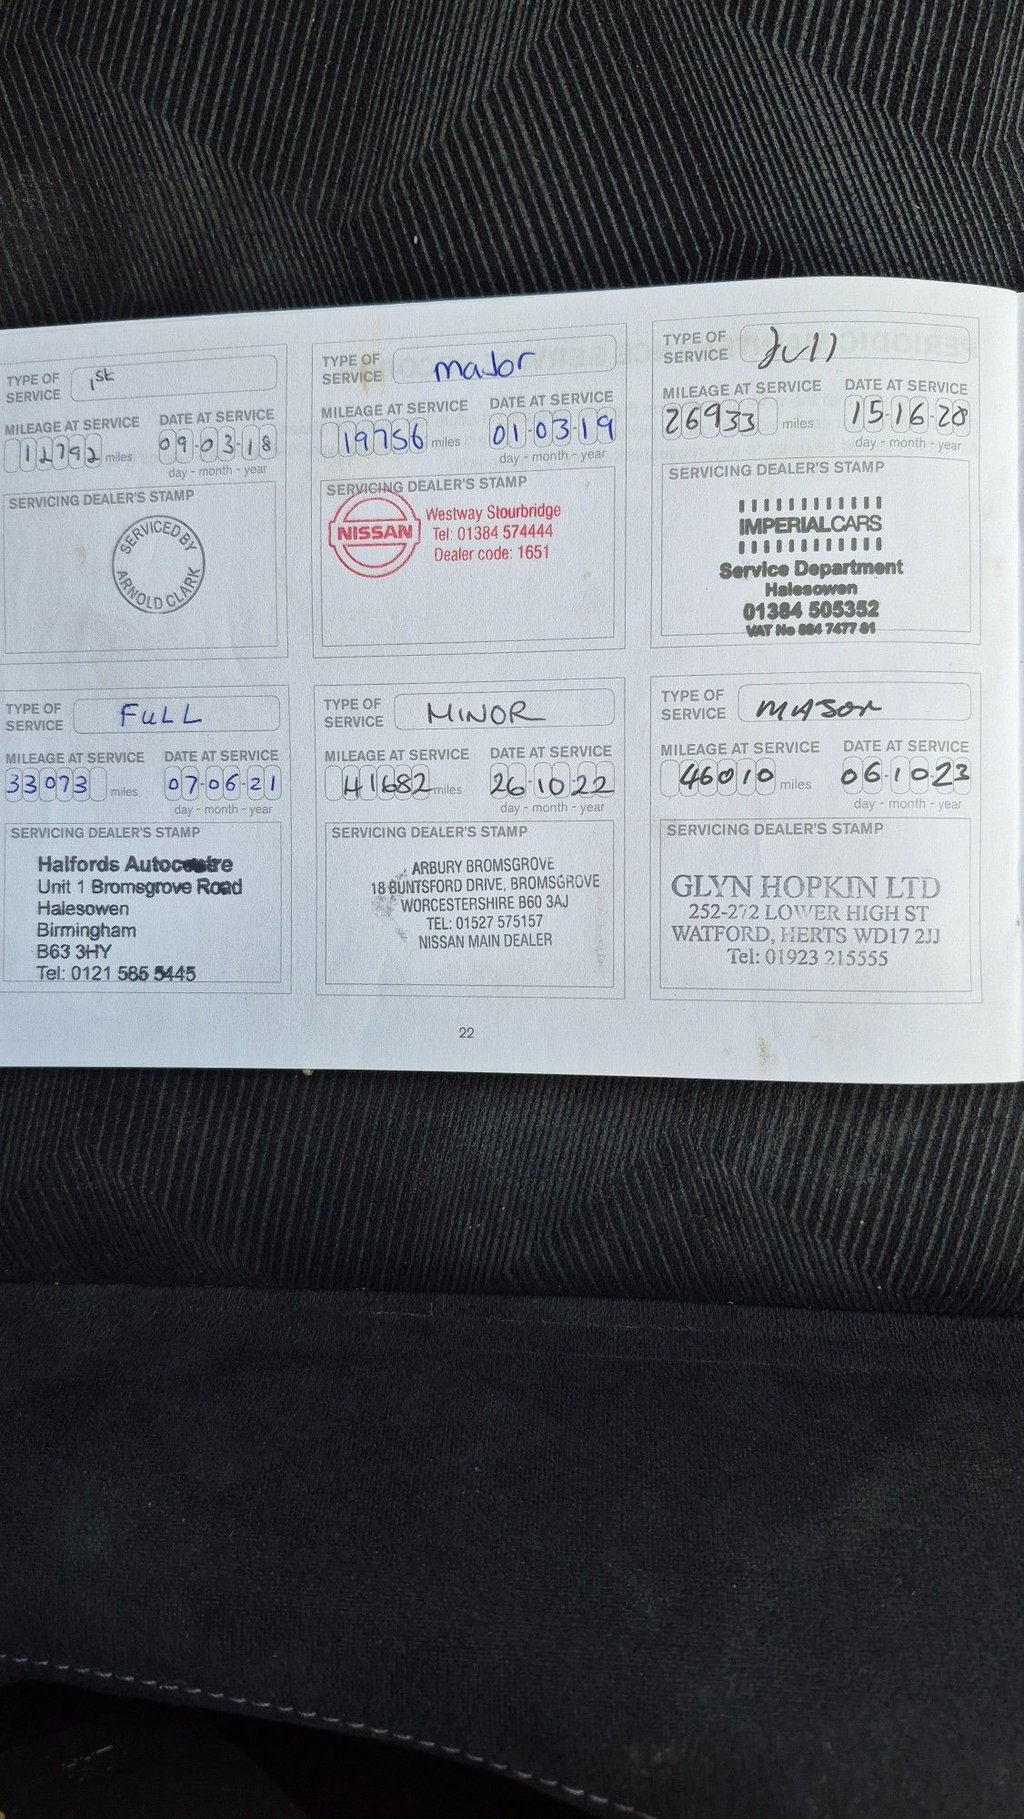 TYPE OF SERVICE 1st
MILEAGE AT SERVICE DATE AT SERVICE
12792 miles 09-03-18
day - month - year
SERVICING DEALER'S STAMP
SERVICED BY
ARNOLD CLARK
TYPE OF SERVICE major
MILEAGE AT SERVICE DATE AT SERVICE
19756 miles 01-03-19
day - month - year
SERVICING DEALER'S STAMP
NISSAN
Westway Stourbridge
Tel: 01384 574444
Dealer code: 1651
TYPE OF SERVICE full
MILEAGE AT SERVICE DATE AT SERVICE
26933 miles 15-16-20
day - month - year
SERVICING DEALER'S STAMP
IMPERIALCARS
Service Department
Halesowen
01384 505352
VAT No 884 7477 81
TYPE OF SERVICE FULL
MILEAGE AT SERVICE DATE AT SERVICE
33073 miles 07-06-21
day - month - year
SERVICING DEALER'S STAMP
Halfords Autocentre
Unit 1 Bromsgrove Road
Halesowen
Birmingham
B63 3HY
Tel: 0121 585 5445
TYPE OF SERVICE MINOR
MILEAGE AT SERVICE DATE AT SERVICE
41682 miles 26-10-22
day - month - year
SERVICING DEALER'S STAMP
ARBURY BROMSGROVE
18 BUNTSFORD DRIVE, BROMSGROVE
WORCESTERSHIRE B60 3AJ
TEL: 01527 575157
NISSAN MAIN DEALER
TYPE OF SERVICE MAJOR
MILEAGE AT SERVICE DATE AT SERVICE
46010 miles 06-10-23
day - month - year
SERVICING DEALER'S STAMP
GLYN HOPKIN LTD
252-272 LOWER HIGH ST
WATFORD, HERTS WD17 2JJ
Tel: 01923 215555
22